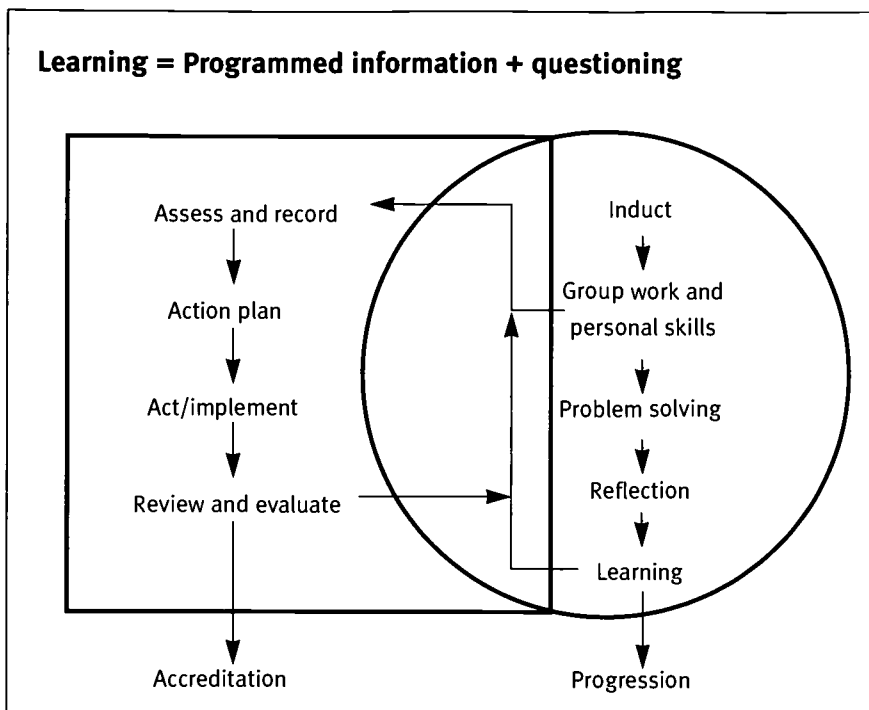 Learning = Programmed information + questioning
Assess and record
Action plan
Act/implement
Review and evaluate
Accreditation
Induct
Group work and
personal skills
Problem solving
Reflection
Learning
Progression